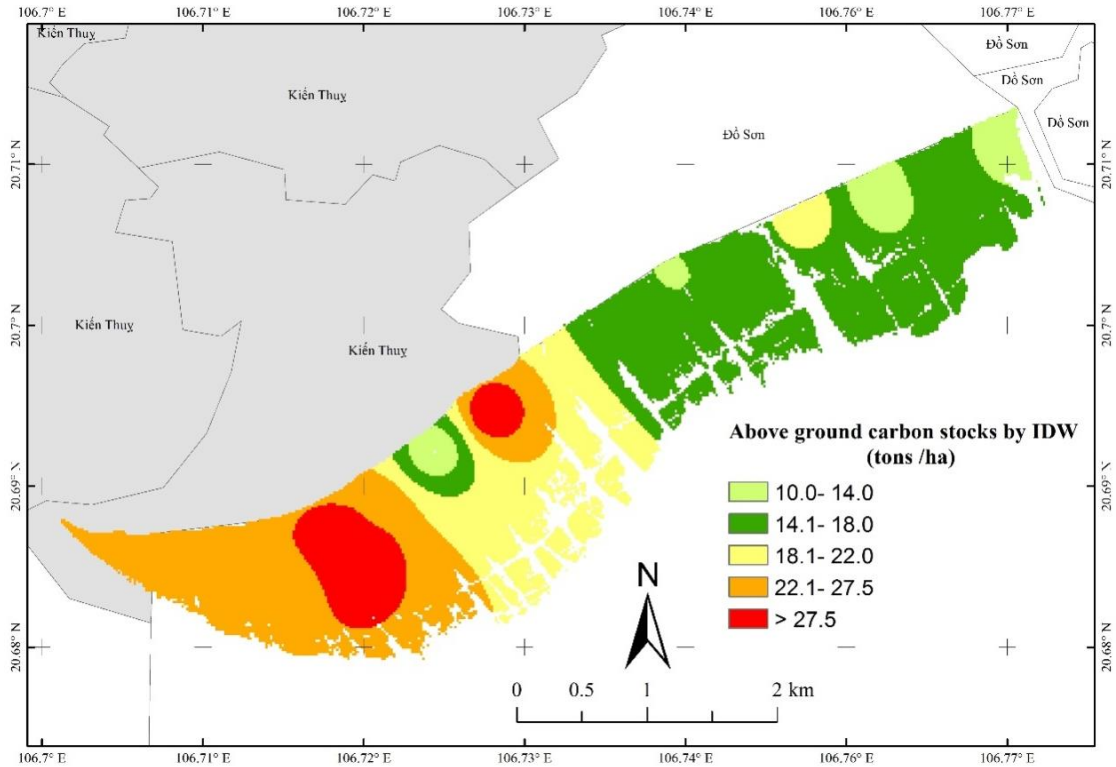 106.7° E 106.71° E 106.72° E 106.73° E 106.74° E 106.76° E 106.77° E
Kiến Thuỵ
Đồ Sơn
Kiến Thuỵ
Đồ Sơn
Đồ Sơn
Đồ Sơn
20.71° N
20.71° N
20.7° N
20.7° N
Kiến Thuỵ
Kiến Thuỵ
Above ground carbon stocks by IDW
(tons /ha)
20.69° N
20.69° N
10.0- 14.0
14.1- 18.0
18.1- 22.0
22.1- 27.5
> 27.5
N
20.68° N
20.68° N
0 0.5 1 2 km
106.7° E 106.71° E 106.72° E 106.73° E 106.74° E 106.76° E 106.77° E